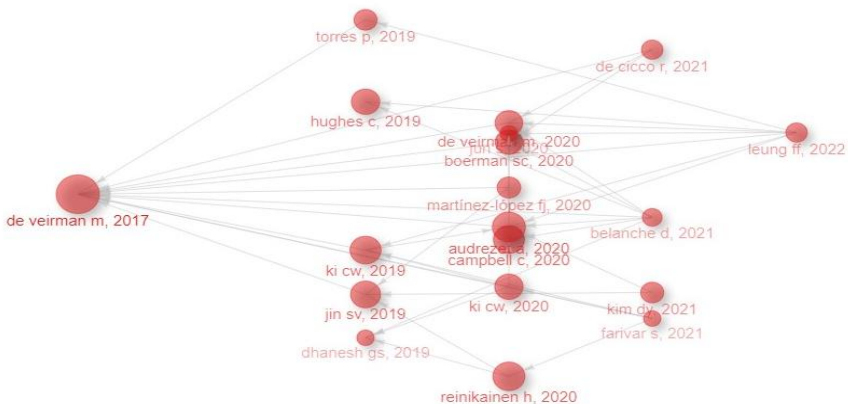 torres p, 2019
de cicco r, 2021
hughes c, 2019
de veirman m, 2020
boerman sc, 2020
leung ff, 2022
de veirman m, 2017
martínez-lópez fj, 2020
belanche d, 2021
audrezet a, 2020
campbell c, 2020
ki cw, 2019
jin sv, 2019
ki cw, 2020
kim dy, 2021
farivar s, 2021
dhanesh gs, 2019
reinikainen h, 2020